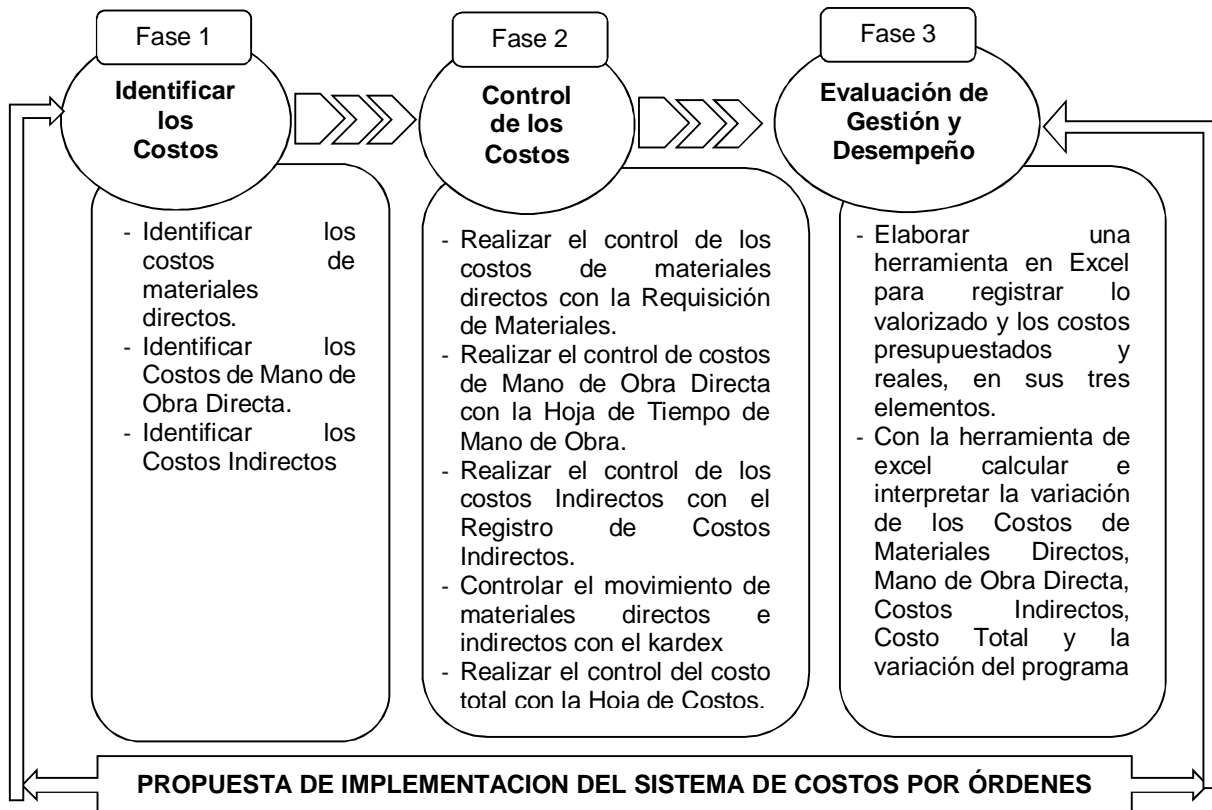 Fase 1
Identificar
los
Costos
- Identificar los
costos de
materiales
directos.
- Identificar los
Costos de Mano de
Obra Directa.
- Identificar los
Costos Indirectos
Fase 2
Control
de los
Costos
- Realizar el control de los
costos de materiales
directos con la Requisición
de Materiales.
- Realizar el control de costos
de Mano de Obra Directa
con la Hoja de Tiempo de
Mano de Obra.
- Realizar el control de los
costos Indirectos con el
Registro de Costos
Indirectos.
- Controlar el movimiento de
materiales directos e
indirectos con el kardex
- Realizar el control del costo
total con la Hoja de Costos.
Fase 3
Evaluación de
Gestión y
Desempeño
- Elaborar una
herramienta en Excel
para registrar lo
valorizado y los costos
presupuestados y
reales, en sus tres
elementos.
- Con la herramienta de
excel calcular e
interpretar la variación
de los Costos de
Materiales Directos,
Mano de Obra Directa,
Costos Indirectos,
Costo Total y la
variación del programa
PROPUESTA DE IMPLEMENTACION DEL SISTEMA DE COSTOS POR ÓRDENES